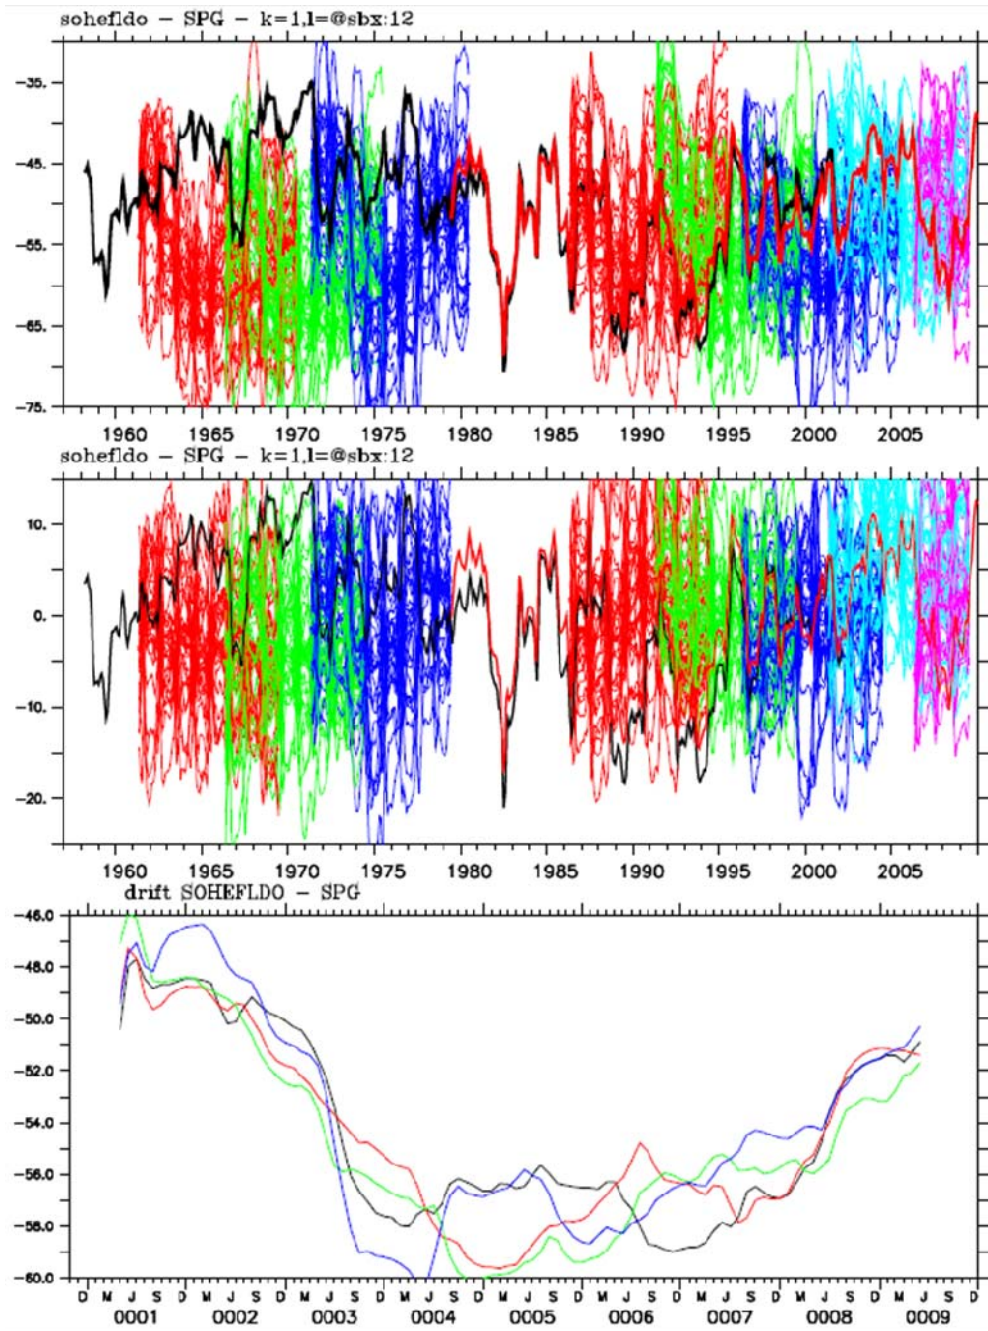 sohefldo – SPG – k=1,l=@sbx:12
-35.
-45.
-55.
-65.
-75.
1960 1965 1970 1975 1980 1985 1990 1995 2000 2005
sohefldo – SPG – k=1,l=@sbx:12
10.
0.
-10.
-20.
1960 1965 1970 1975 1980 1985 1990 1995 2000 2005
drift SOHEFLDO – SPG
-46.0
-48.0
-50.0
-52.0
-54.0
-56.0
-58.0
-60.0
D M J S D M J S D M J S D M J S D M J S D M J S D M J S D M J S D M J S D
0001 0002 0003 0004 0005 0006 0007 0008 0009